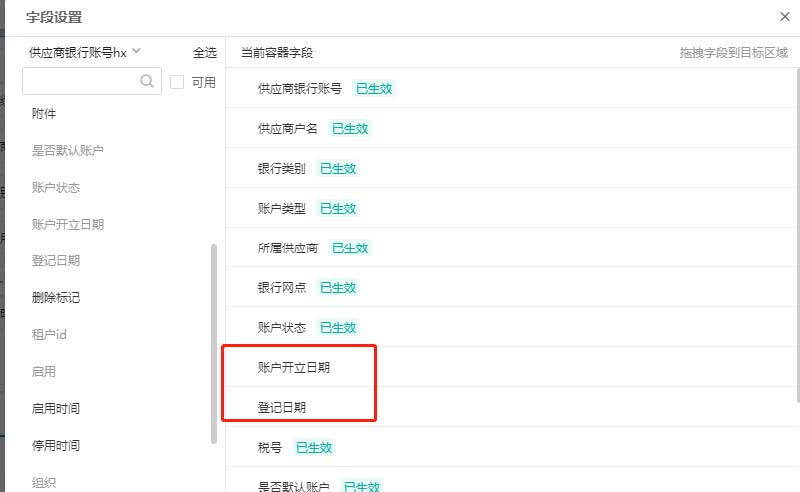 字段设置
供应商银行账号hx
全选
可用
附件
是否默认账户
账户状态
账户开立日期
登记日期
删除标记
租户id
启用
启用时间
停用时间
组织
当前容器字段
拖拽字段到目标区域
供应商银行账号 已生效
供应商户名 已生效
银行类别 已生效
账户类型 已生效
所属供应商 已生效
银行网点 已生效
账户状态 已生效
账户开立日期
登记日期
税号 已生效
是否默认账户 已生效